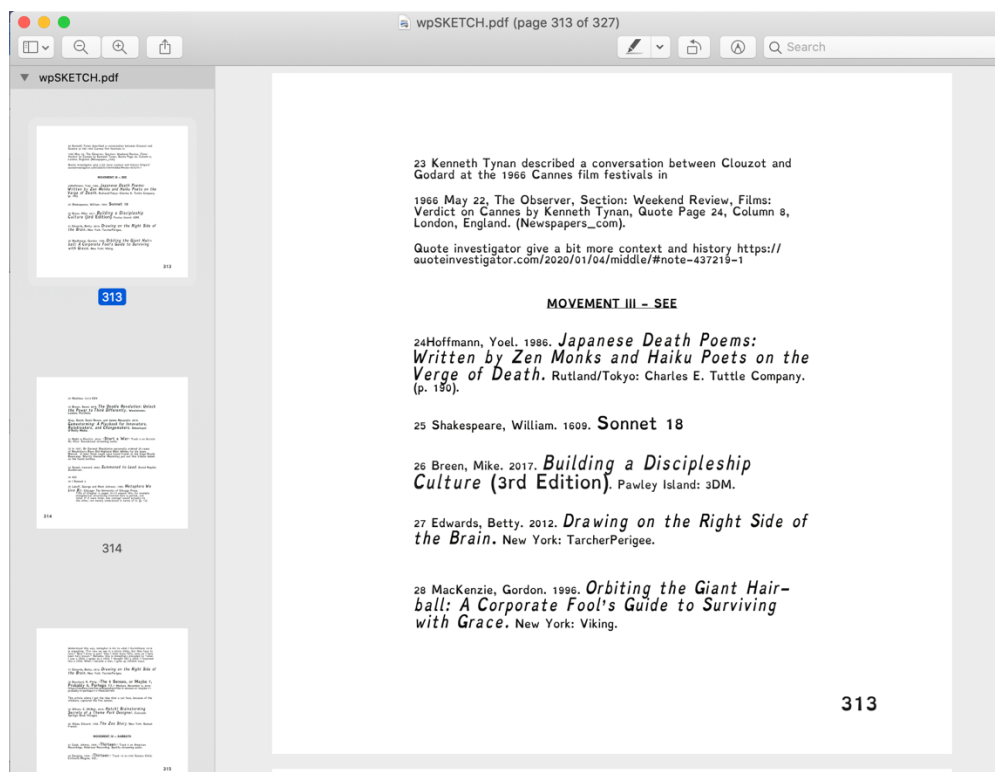 wpSKETCH.pdf (page 313 of 327)
Search
wpSKETCH.pdf
313
314
23 Kenneth Tynan described a conversation between Clouzot and
Godard at the 1966 Cannes film festivals in
1966 May 22, The Observer, Section: Weekend Review, Films:
Verdict on Cannes by Kenneth Tynan, Quote Page 24, Column 8,
London, England. (Newspapers_com).
Quote investigator give a bit more context and history https://
quoteinvestigator.com/2020/01/04/middle/#note-437219-1
MOVEMENT III – SEE
24Hoffmann, Yoel. 1986. Japanese Death Poems:
Written by Zen Monks and Haiku Poets on the
Verge of Death. Rutland/Tokyo: Charles E. Tuttle Company.
(p. 190).
25 Shakespeare, William. 1609. Sonnet 18
26 Breen, Mike. 2017. Building a Discipleship
Culture (3rd Edition). Pawley Island: 3DM.
27 Edwards, Betty. 2012. Drawing on the Right Side of
the Brain. New York: TarcherPerigee.
28 MacKenzie, Gordon. 1996. Orbiting the Giant Hair-
ball: A Corporate Fool's Guide to Surviving
with Grace. New York: Viking.
313